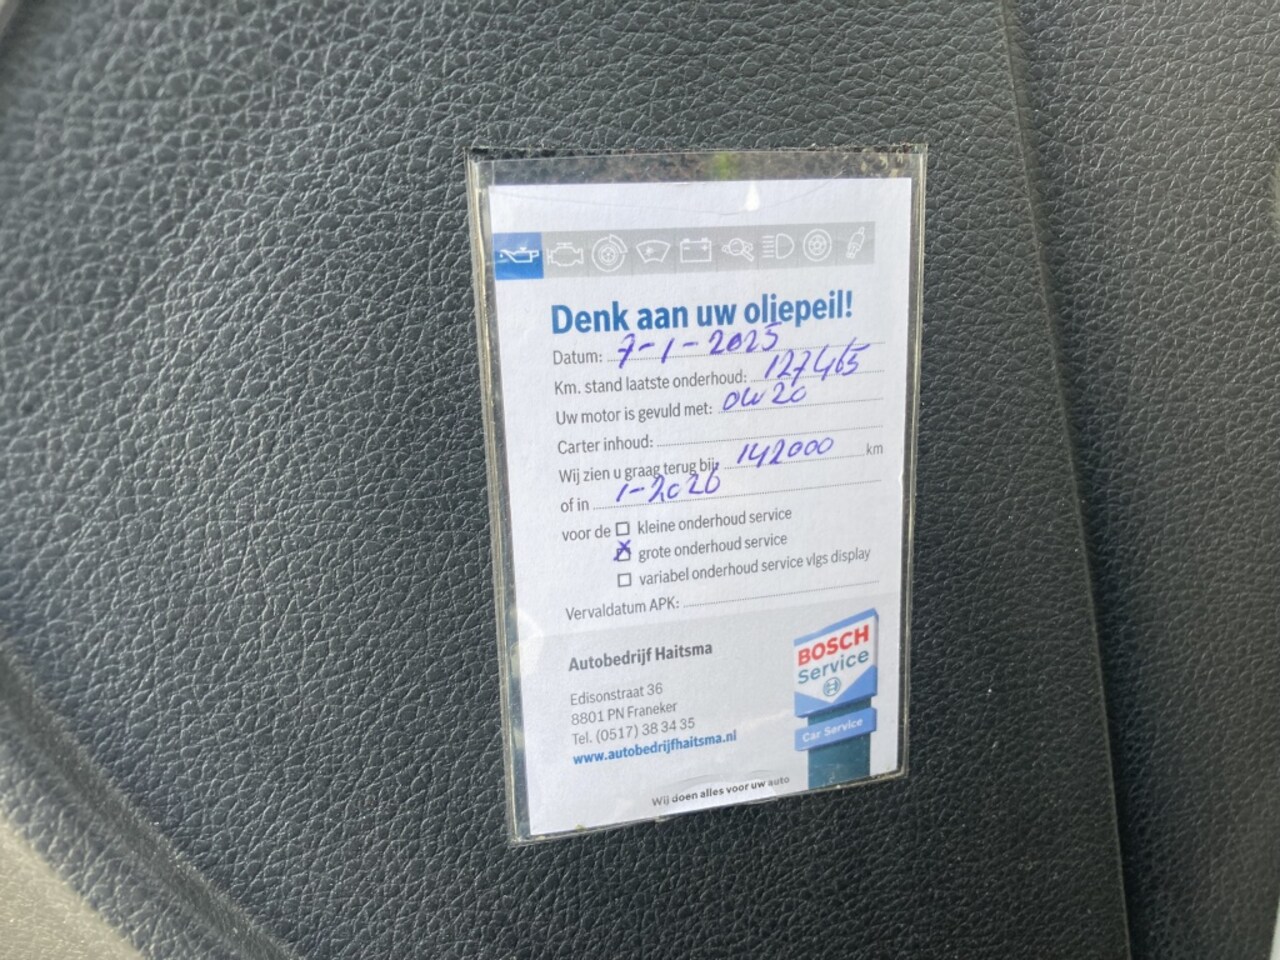 Denk aan uw oliepeil!
Datum: 7-1-2025
Km. stand laatste onderhoud: 127465
Uw motor is gevuld met: 0W20
Carter inhoud:
Wij zien u graag terug bij: 142000 km
of in 1-2026
voor de kleine onderhoud service
grote onderhoud service
variabel onderhoud service vlgs display
Vervaldatum APK:
Autobedrijf Haitsma
Edisonstraat 36
8801 PN Franeker
Tel. (0517) 38 34 35
www.autobedrijfhaitsma.nl
BOSCH
Service
Car Service
Wij doen alles voor uw auto